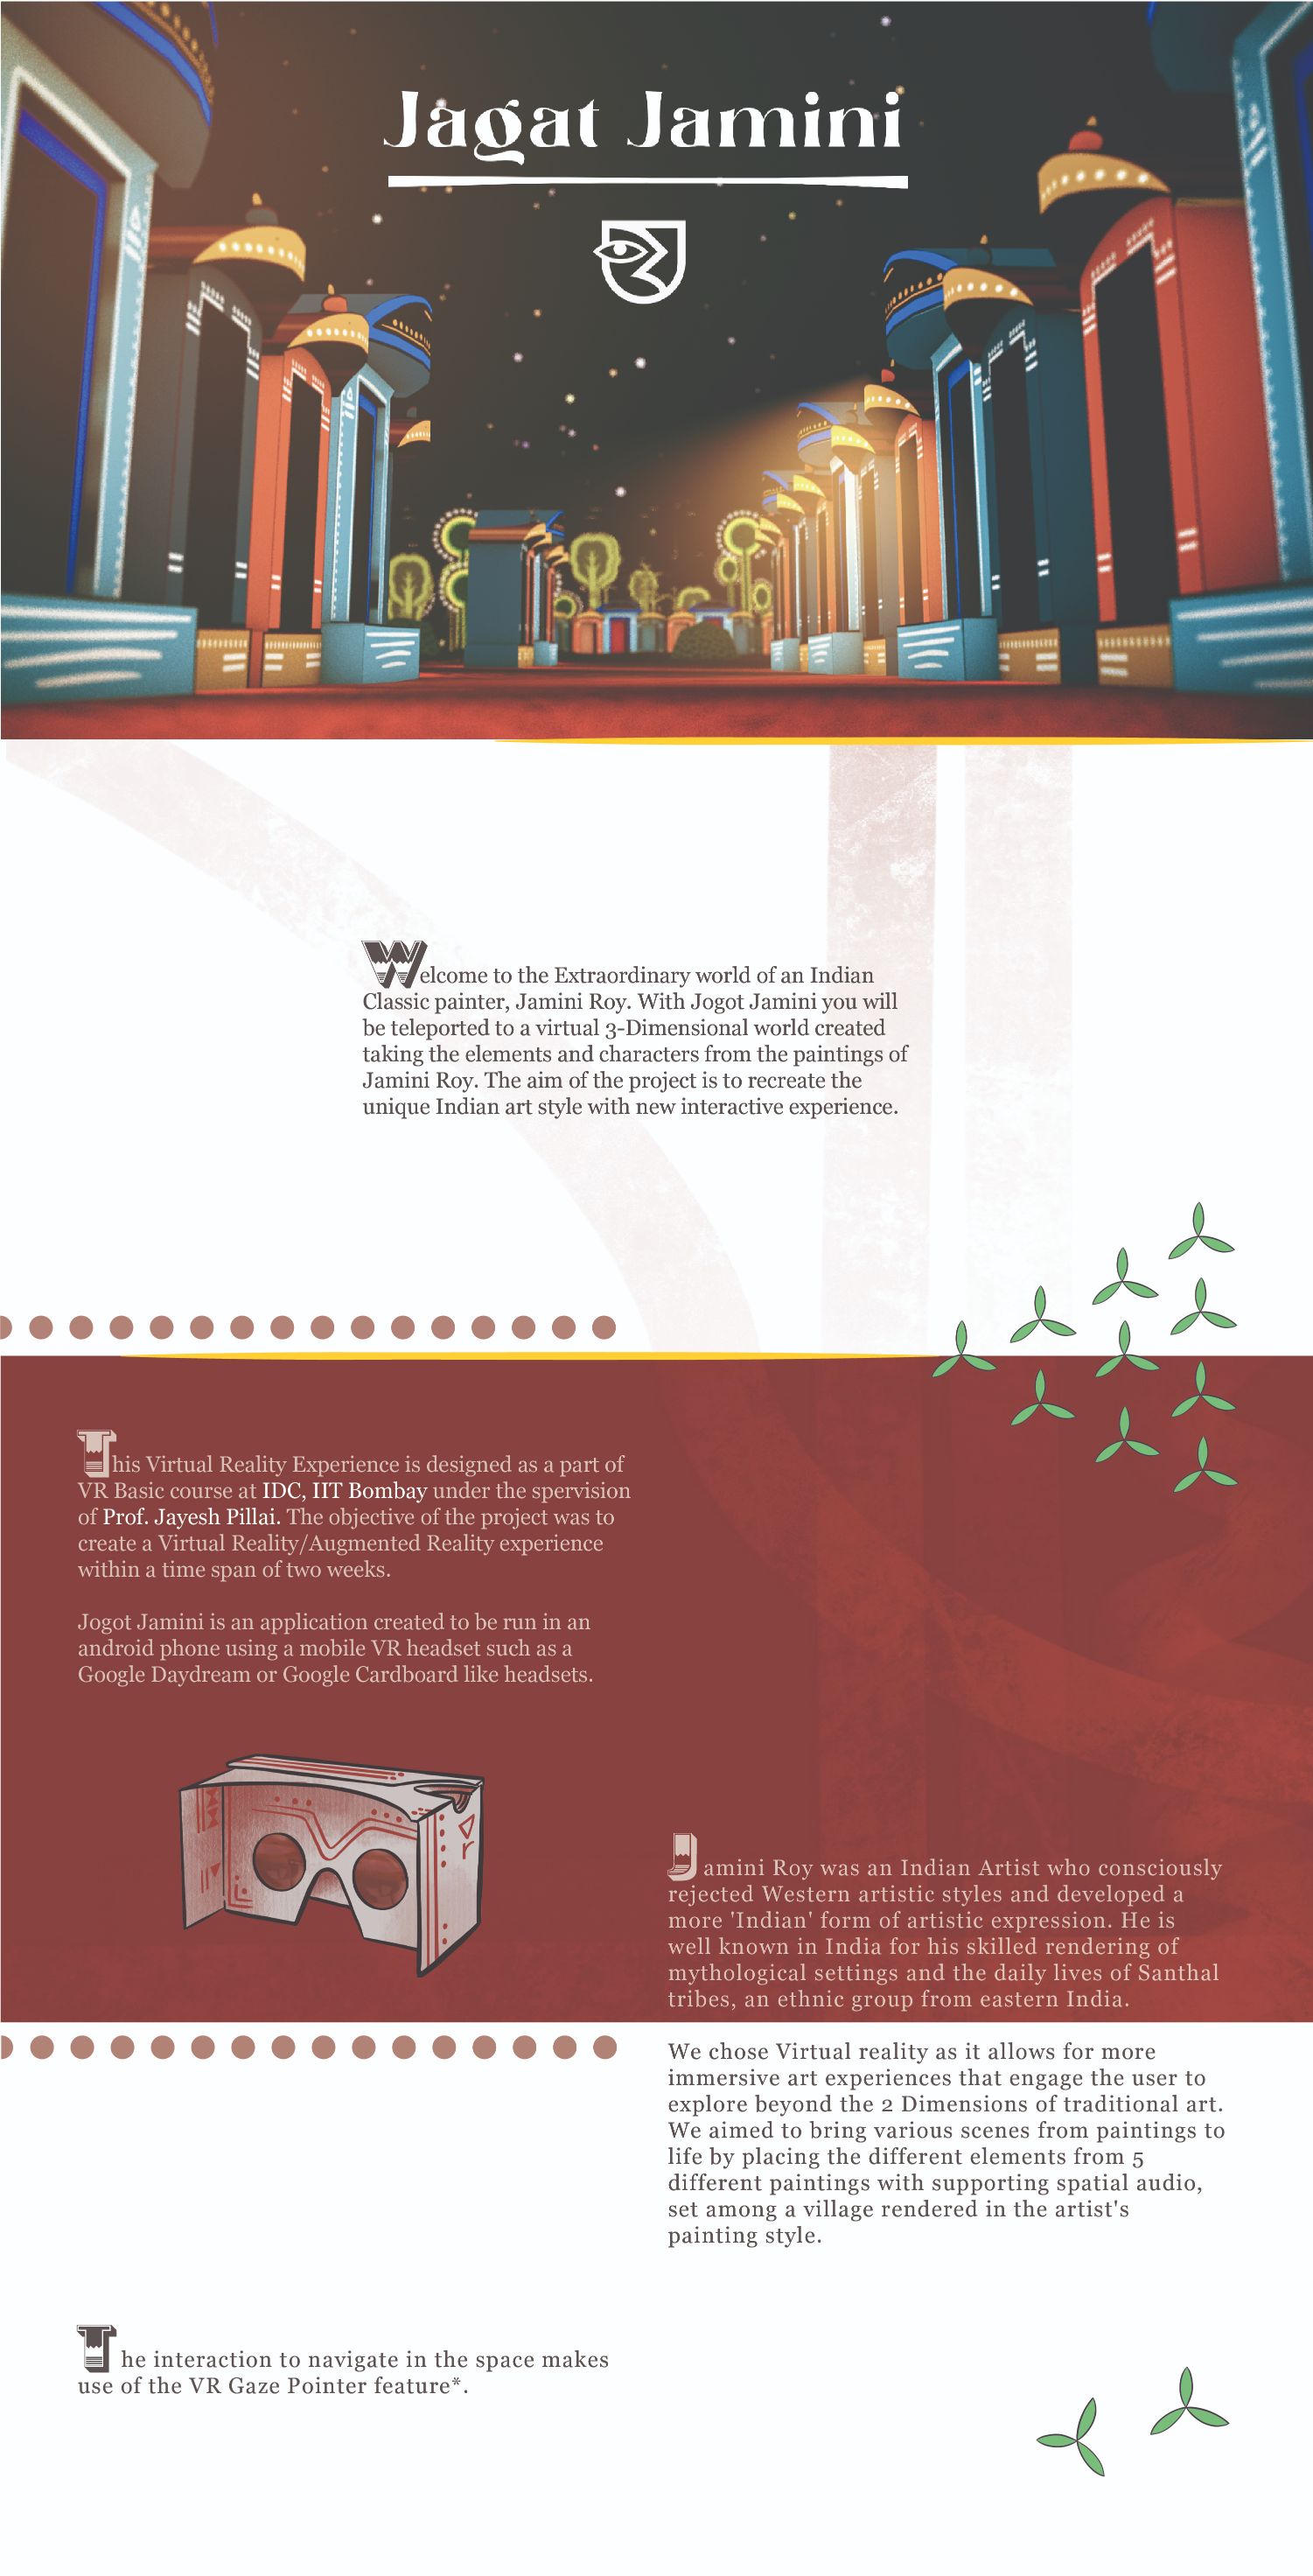 Jagat Jamini
Welcome to the Extraordinary world of an Indian
Classic painter, Jamini Roy. With Jogot Jamini you will
be teleported to a virtual 3-Dimensional world created
taking the elements and characters from the paintings of
Jamini Roy. The aim of the project is to recreate the
unique Indian art style with new interactive experience.
This Virtual Reality Experience is designed as a part of
VR Basic course at IDC, IIT Bombay under the spervision
of Prof. Jayesh Pillai. The objective of the project was to
create a Virtual Reality/Augmented Reality experience
within a time span of two weeks.
Jogot Jamini is an application created to be run in an
android phone using a mobile VR headset such as a
Google Daydream or Google Cardboard like headsets.
Jamini Roy was an Indian Artist who consciously
rejected Western artistic styles and developed a
more 'Indian' form of artistic expression. He is
well known in India for his skilled rendering of
mythological settings and the daily lives of Santhal
tribes, an ethnic group from eastern India.
We chose Virtual reality as it allows for more
immersive art experiences that engage the user to
explore beyond the 2 Dimensions of traditional art.
We aimed to bring various scenes from paintings to
life by placing the different elements from 5
different paintings with supporting spatial audio,
set among a village rendered in the artist's
painting style.
The interaction to navigate in the space makes
use of the VR Gaze Pointer feature*.